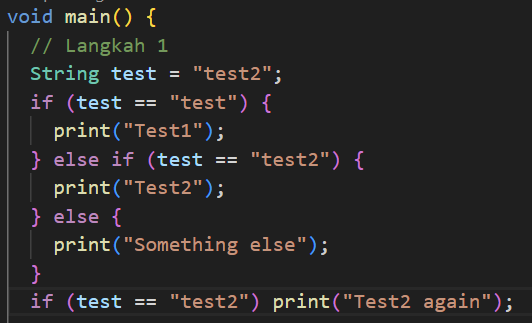 void main() {
  // Langkah 1
  String test = "test2";
  if (test == "test") {
    print("Test1");
  } else if (test == "test2") {
    print("Test2");
  } else {
    print("Something else");
  }
  if (test == "test2") print("Test2 again");